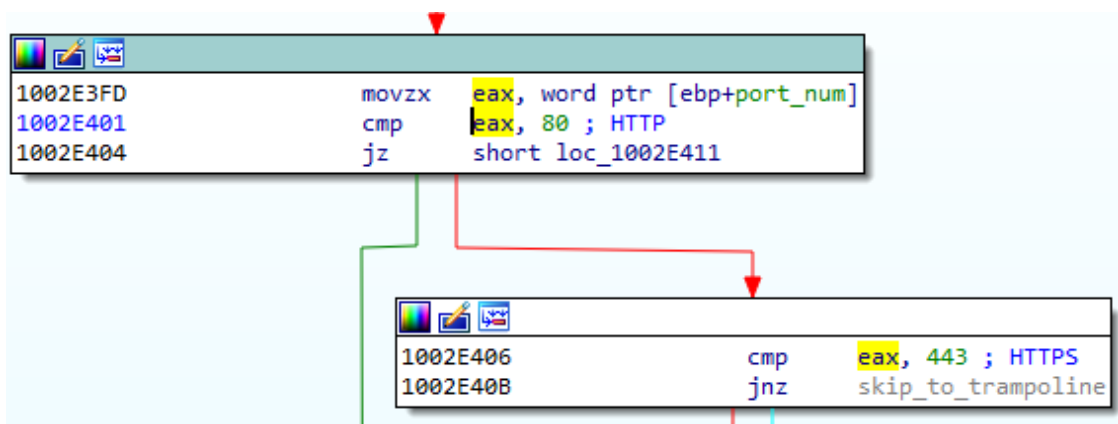 1002E3FD movzx eax, word ptr [ebp+port_num]
1002E401 cmp eax, 80 ; HTTP
1002E404 jz short loc_1002E411
1002E406 cmp eax, 443 ; HTTPS
1002E40B jnz skip_to_trampoline